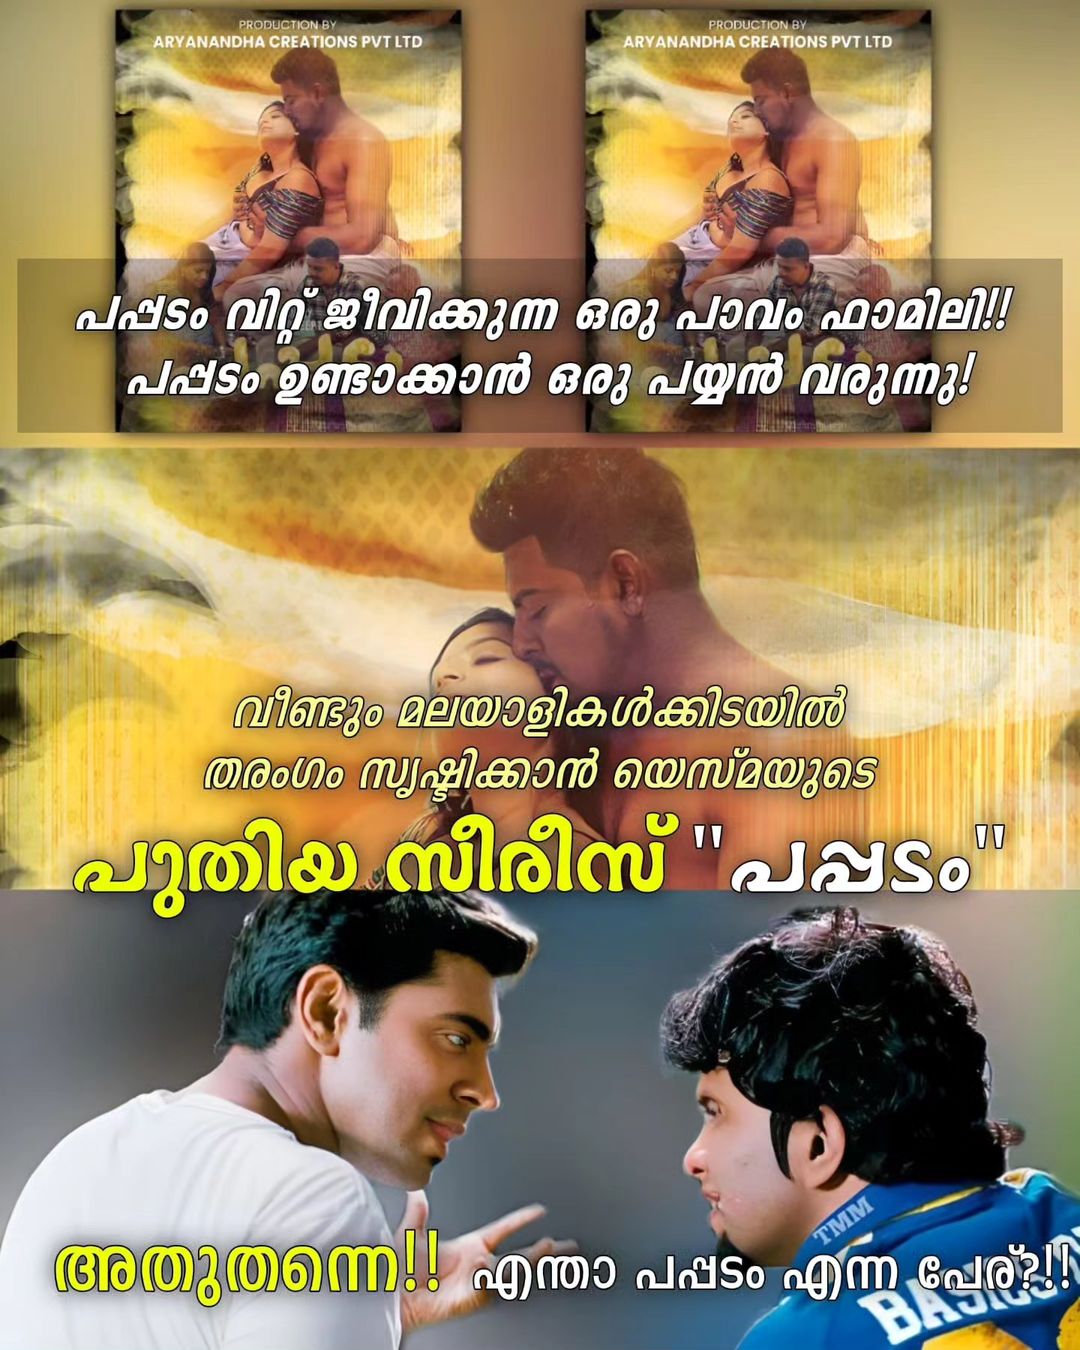 PRODUCTION BY
ARYANANDHA CREATIONS PVT LTD
PRODUCTION BY
ARYANANDHA CREATIONS PVT LTD
പപ്പടം വിറ്റ് ജീവിക്കുന്ന ഒരു പാവം ഫാമിലി!!
പപ്പടം ഉണ്ടാക്കാൻ ഒരു പയ്യൻ വരുന്നു!
വീണ്ടും മലയാളികൾക്കിടയിൽ
തരംഗം സൃഷ്ടിക്കാൻ യെസ്മയുടെ
പുതിയ സീരീസ് "പപ്പടം"
TMM
അതുതന്നെ!! എന്താ പപ്പടം എന്ന പേര്?!!